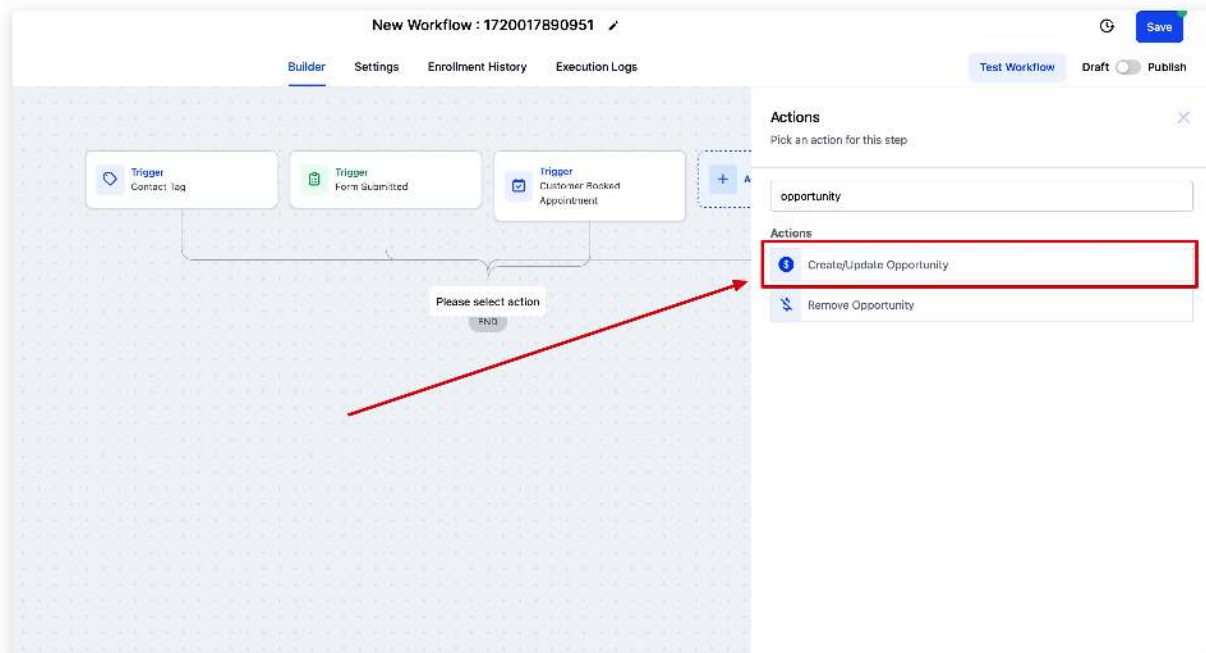 New Workflow : 1720017890951
Save
Builder
Settings
Enrollment History
Execution Logs
Test Workflow
Draft
Publish
Actions
Pick an action for this step
Trigger
Contact Tag
Trigger
Form Submitted
Trigger
Customer Booked
Appointment
+ A
opportunity
Actions
Create/Update Opportunity
Remove Opportunity
Please select action
END